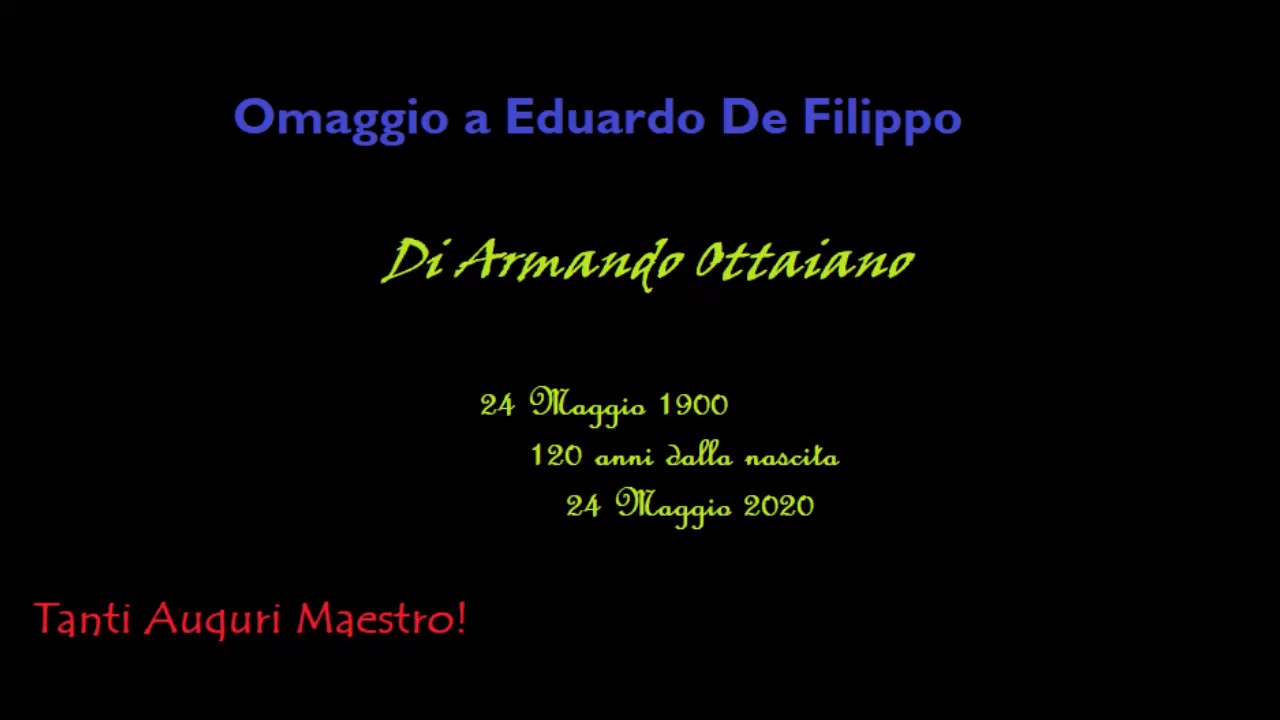 Omaggio a Eduardo De Filippo
Di Armando Ottaiano
24 Maggio 1900
120 anni dalla nascita
24 Maggio 2020
Tanti Auguri Maestro!